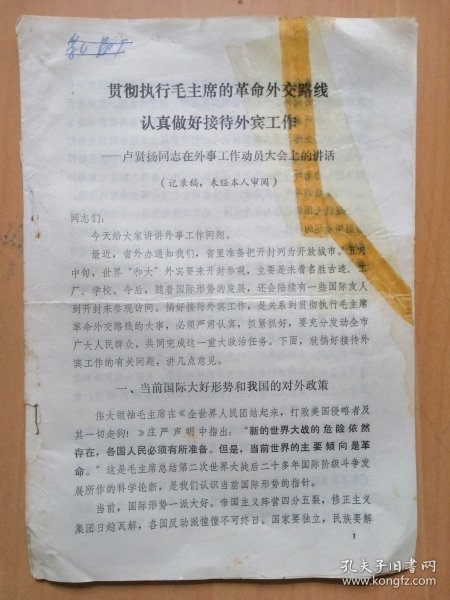 贯彻执行毛主席的革命外交路线
认真做好接待外宾工作
——卢贤扬同志在外事工作动员大会上的讲话
（记录稿，未经本人审阅）
同志们：
今天给大家讲讲外事工作问题。
最近，省外办通知我们，省里准备把开封列为开放城市。五月
中旬，世界“和大”外宾要来开封参观，主要是来看名胜古迹、工
厂、学校。今后，随着国际形势的发展，还会陆续有一些国际友人
到开封来参观访问。搞好接待外宾工作，是关系到贯彻执行毛主席
革命外交路线的大事，必须严肃认真，抓紧抓好，要充分发动全市
广大人民群众，共同完成这一重大政治任务。下面，就搞好接待外
宾工作的有关问题，讲几点意见。
一、当前国际大好形势和我国的对外政策
伟大领袖毛主席在《全世界人民团结起来，打败美国侵略者及
其一切走狗！》庄严声明中指出：“新的世界大战的危险依然
存在，各国人民必须有所准备。但是，当前世界的主要倾向是革
命。”这是毛主席总结第二次世界大战后二十多年国际阶级斗争发
展所作的科学论断，是我们认识当前国际形势的指针。
当前，国际形势一派大好。帝国主义阵营四分五裂，修正主义
集团日趋瓦解，各国反动派惶惶不可终日。国家要独立，民族要解
1
孔夫子旧书网
www.kongfz.com